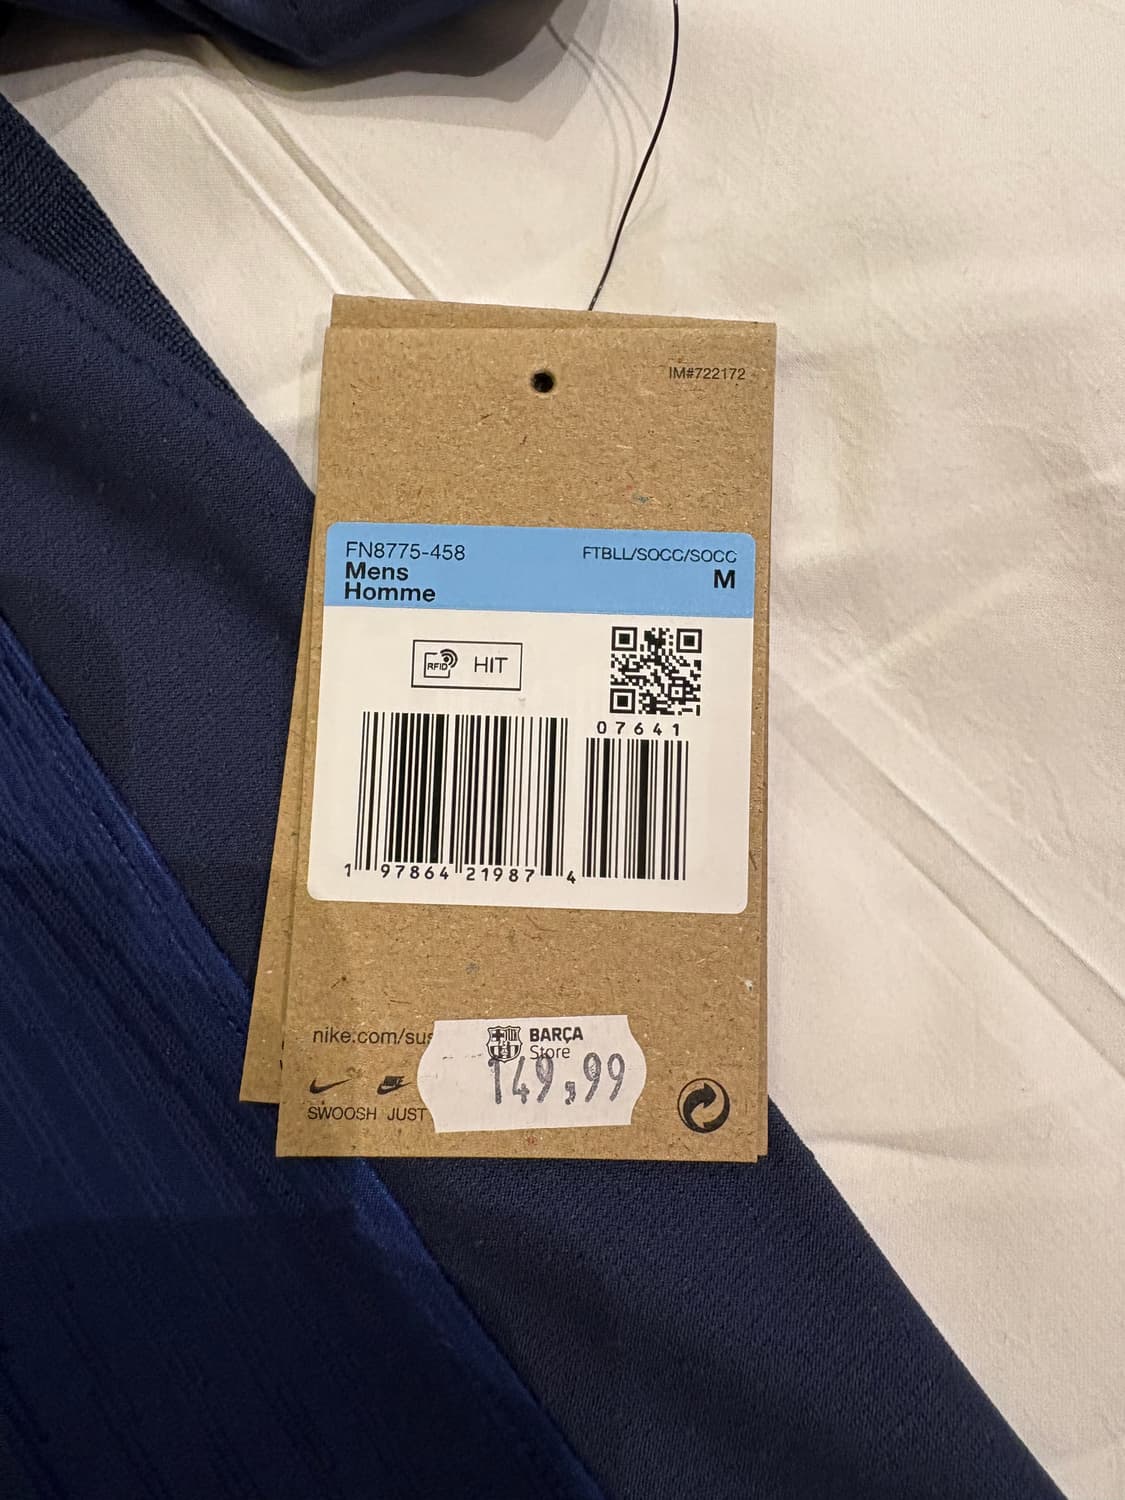 IM#722172
FN8775-458
FTBLL/SOCC/SOCC
Mens
M
Homme
RFID
HIT
07641
1 97864 21987 4
nike.com/sus
BARÇA
Store
149,99
SWOOSH JUST